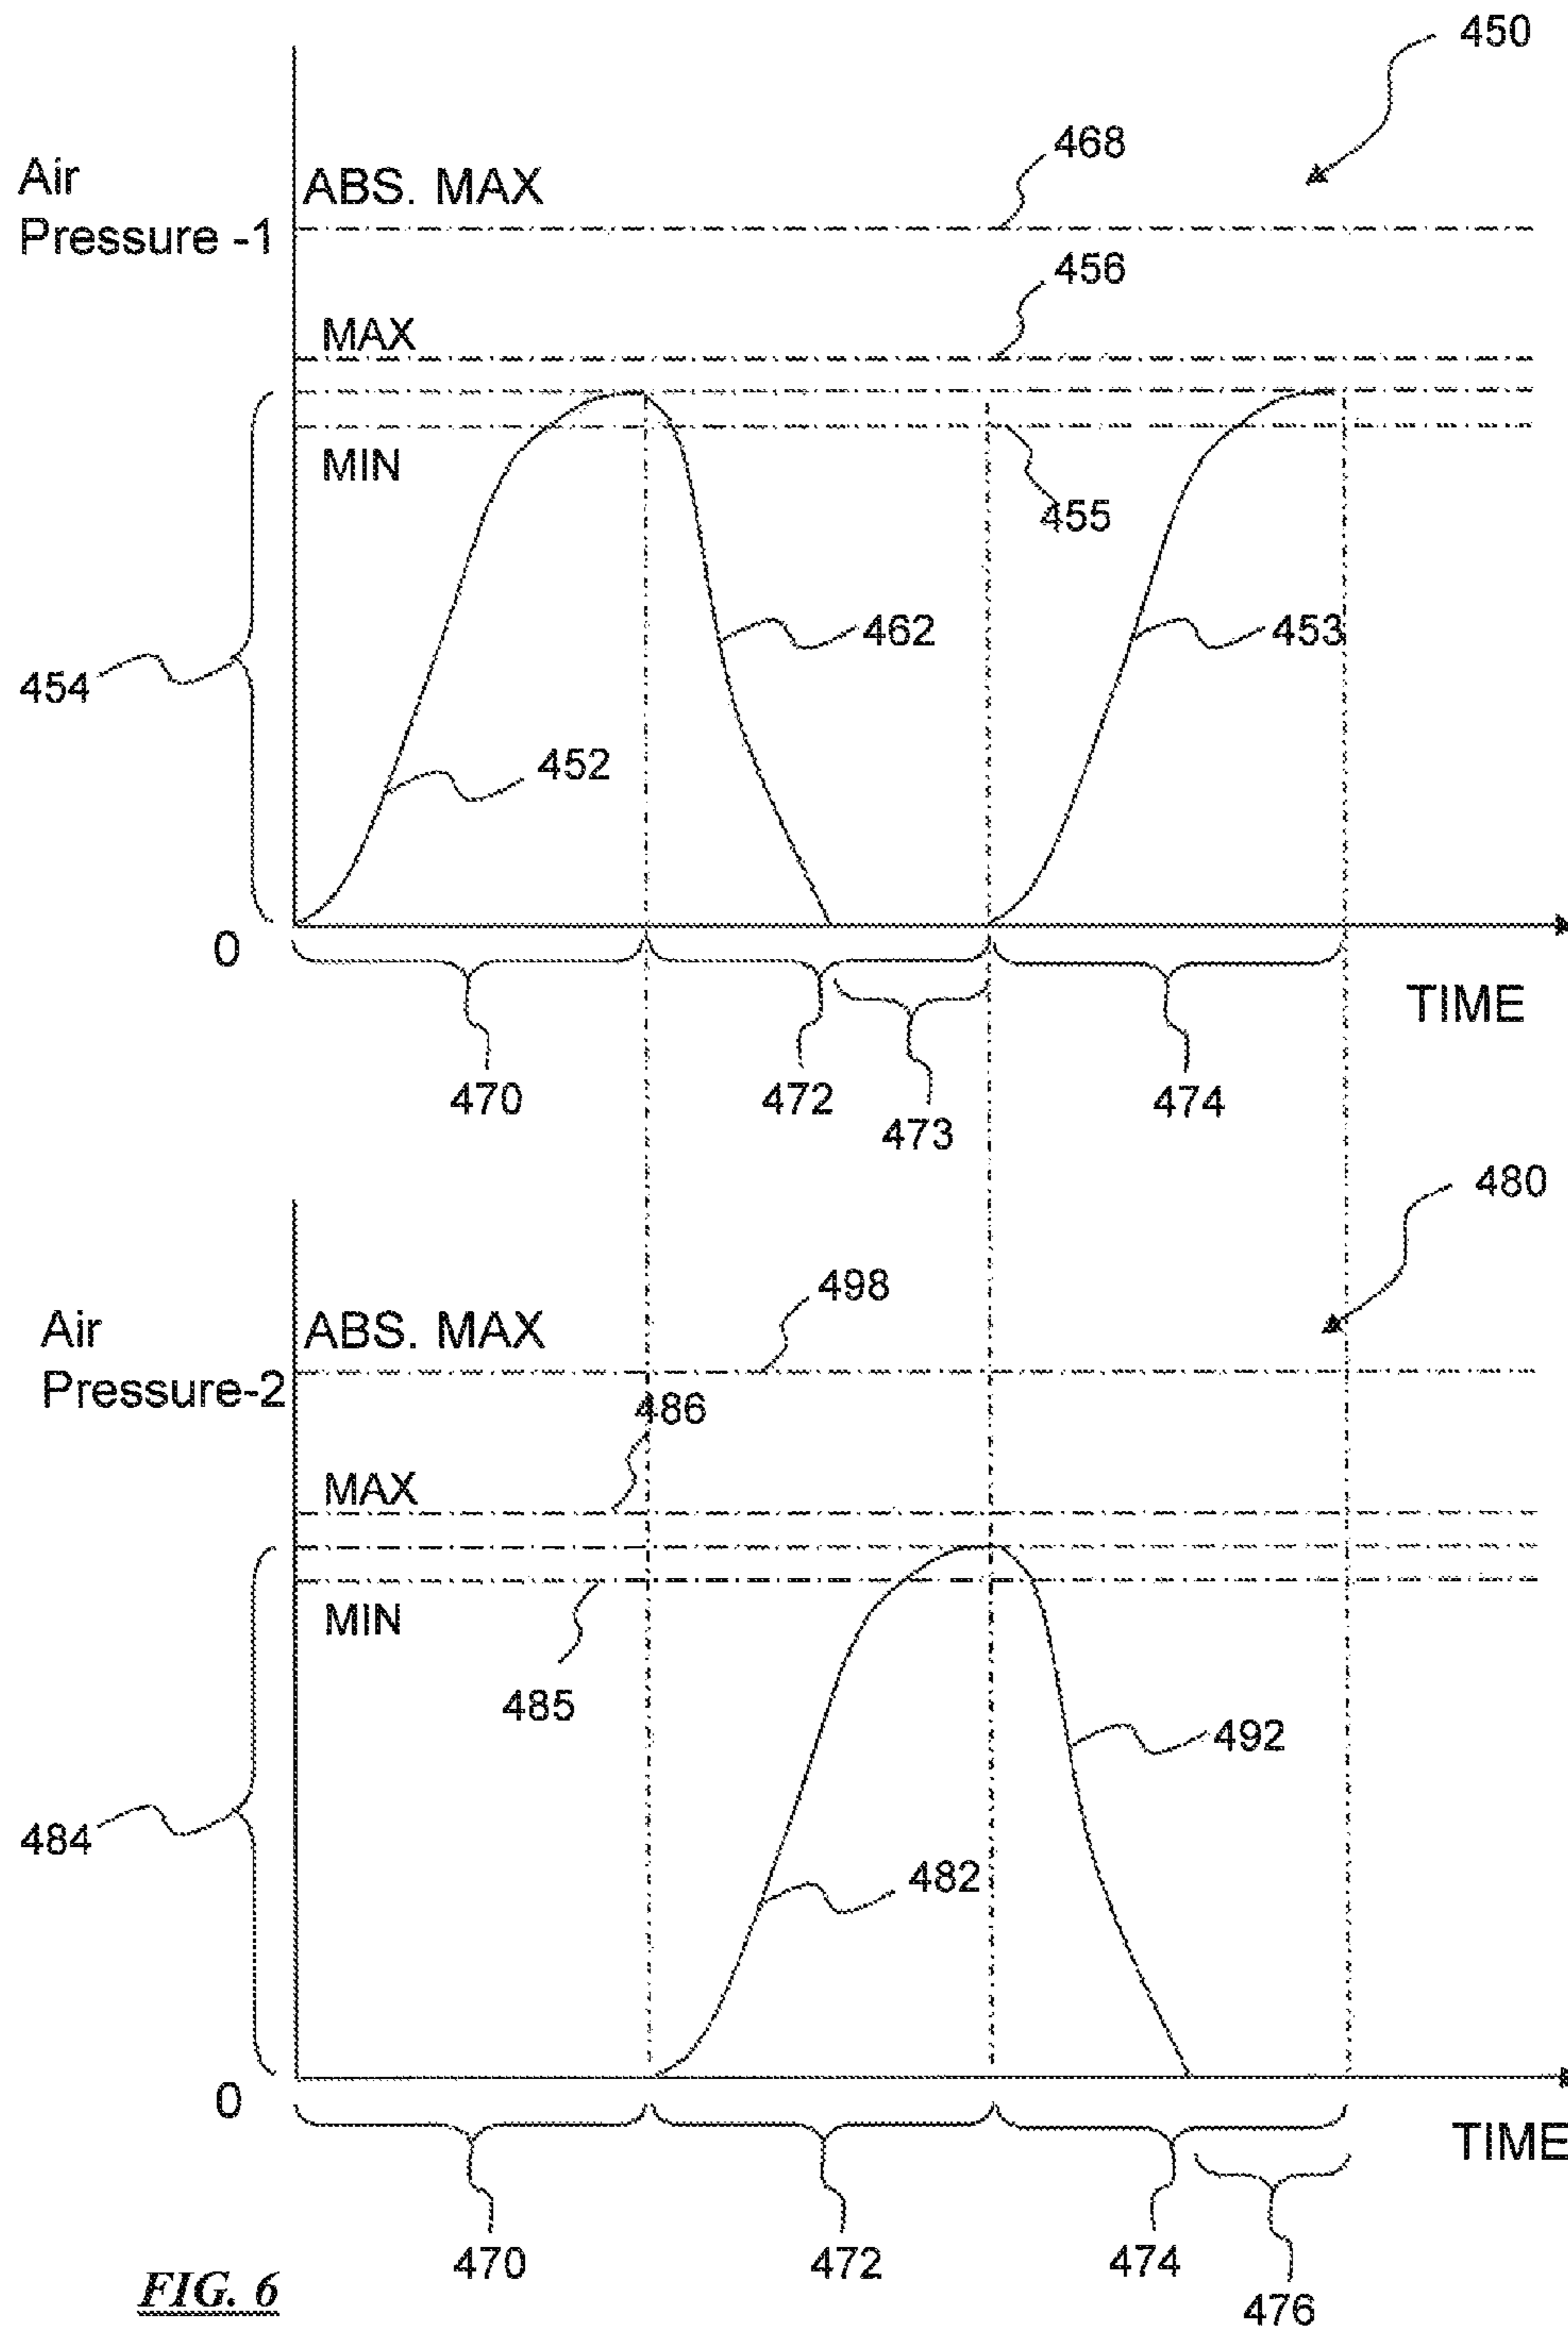 450
468
Air
Pressure -1
ABS. MAX
456
MAX
MIN
455
462
453
454
452
0
TIME
470
472
474
473
480
498
Air
Pressure-2
ABS. MAX
486
MAX
MIN
485
492
484
482
0
TIME
470
472
474
476
FIG. 6